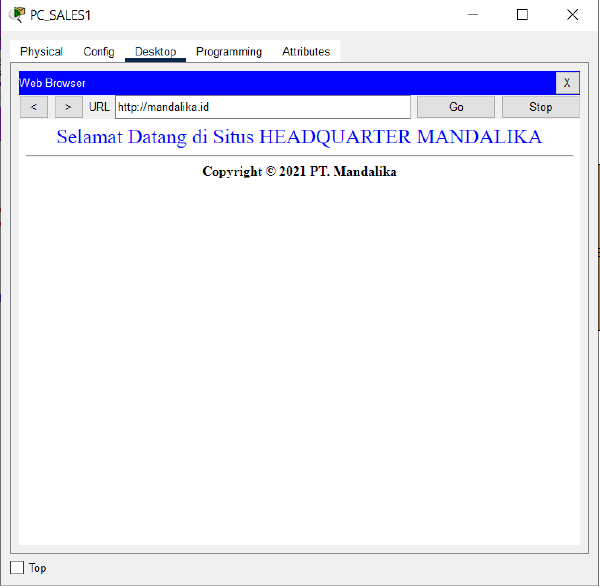 PC_SALES1
Physical Config Desktop Programming Attributes
Web Browser X
< > URL http://mandalika.id Go Stop
Selamat Datang di Situs HEADQUARTER MANDALIKA
Copyright © 2021 PT. Mandalika
Top